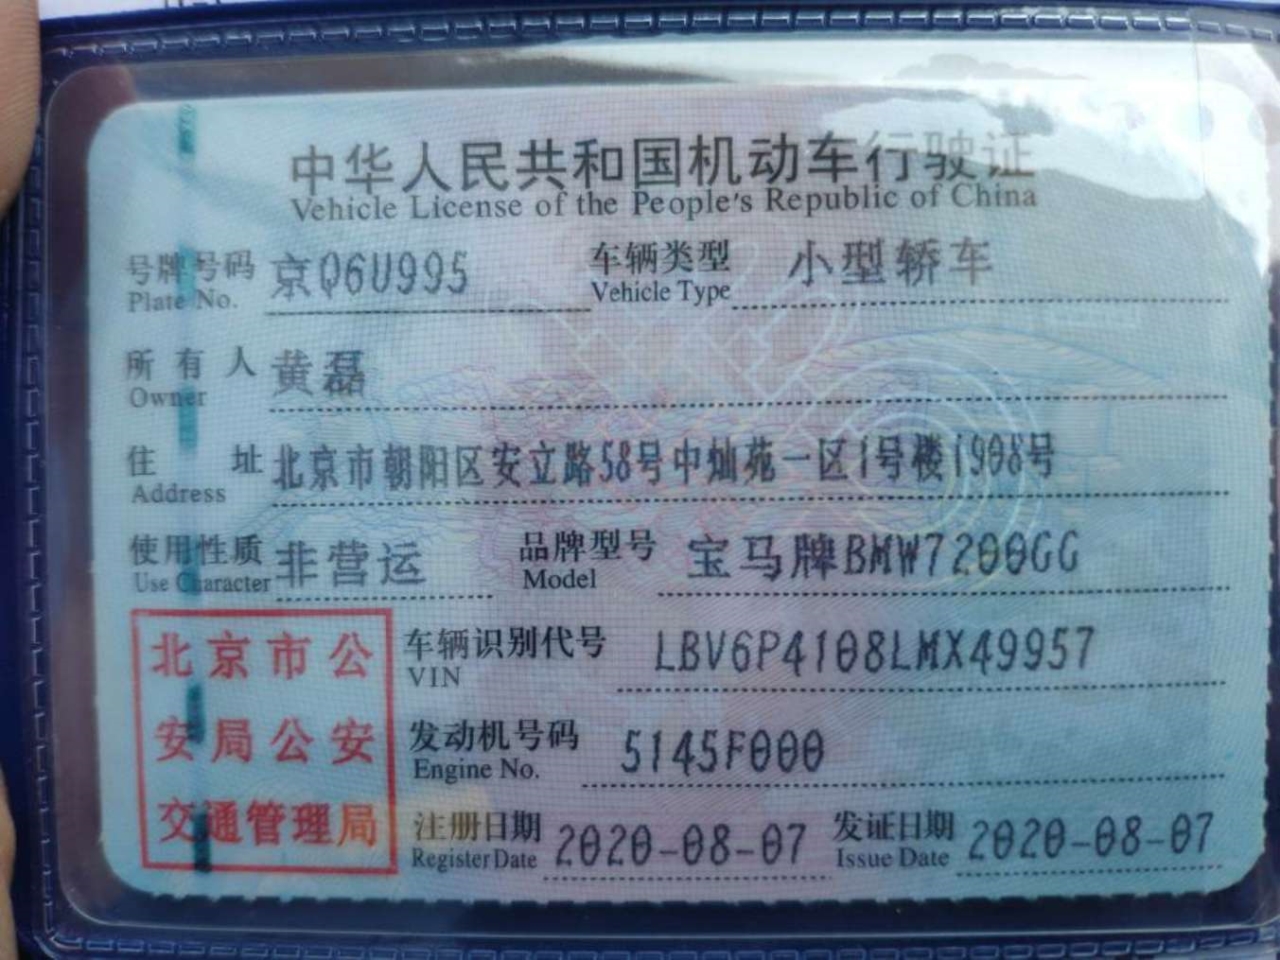 中华人民共和国机动车行驶证
Vehicle License of the People's Republic of China
号牌号码 京Q6U995 车辆类型 小型轿车
Plate No. Vehicle Type
所有人 黄磊
Owner
住址 北京市朝阳区安立路58号中灿苑一区1号楼1908号
Address
使用性质 非营运 品牌型号 宝马牌BMW7200GG
Use Character Model
北京市公
安局公安
交通管理局
车辆识别代号 LBV6P4108LMX49957
VIN
发动机号码 5145F000
Engine No.
注册日期 2020-08-07 发证日期 2020-08-07
Register Date Issue Date